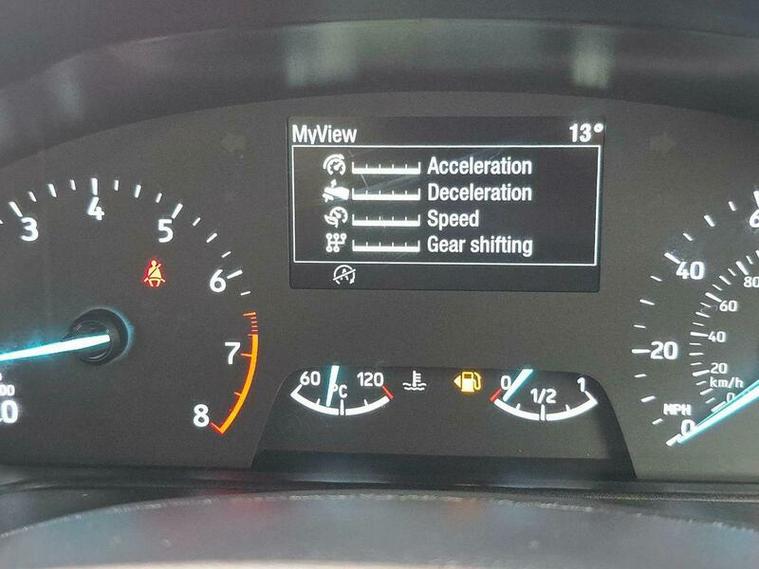 MyView 13°
Acceleration
Deceleration
Speed
Gear shifting
3 4 5 6 7 8
60 °C 120
0 1/2 1
0 20 40
MPH
0 20 40 60 80
km/h